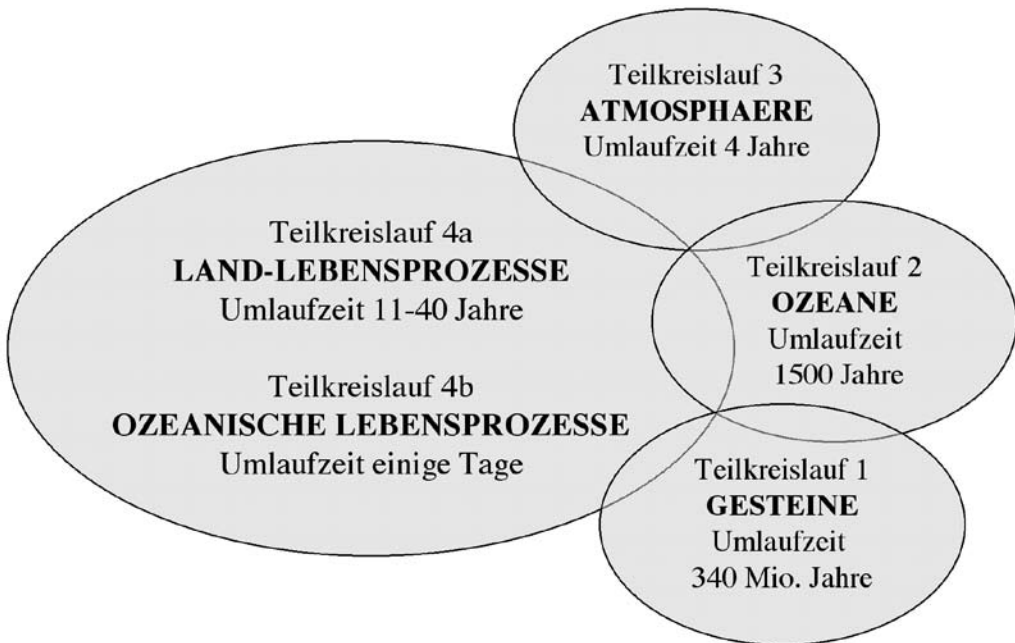 Teilkreislauf 3
ATMOSPHAERE
Umlaufzeit 4 Jahre
Teilkreislauf 4a
LAND-LEBENSPROZESSE
Umlaufzeit 11-40 Jahre
Teilkreislauf 2
OZEANE
Umlaufzeit
1500 Jahre
Teilkreislauf 4b
OZEANISCHE LEBENSPROZESSE
Umlaufzeit einige Tage
Teilkreislauf 1
GESTEINE
Umlaufzeit
340 Mio. Jahre